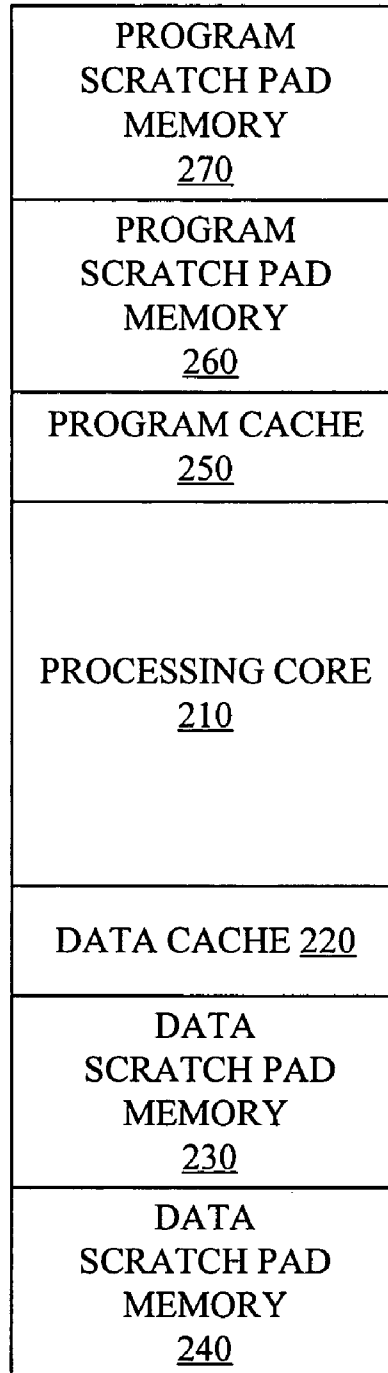 PROGRAM
SCRATCH PAD
MEMORY
270
PROGRAM
SCRATCH PAD
MEMORY
260
PROGRAM CACHE
250
PROCESSING CORE
210
DATA CACHE 220
DATA
SCRATCH PAD
MEMORY
230
DATA
SCRATCH PAD
MEMORY
240